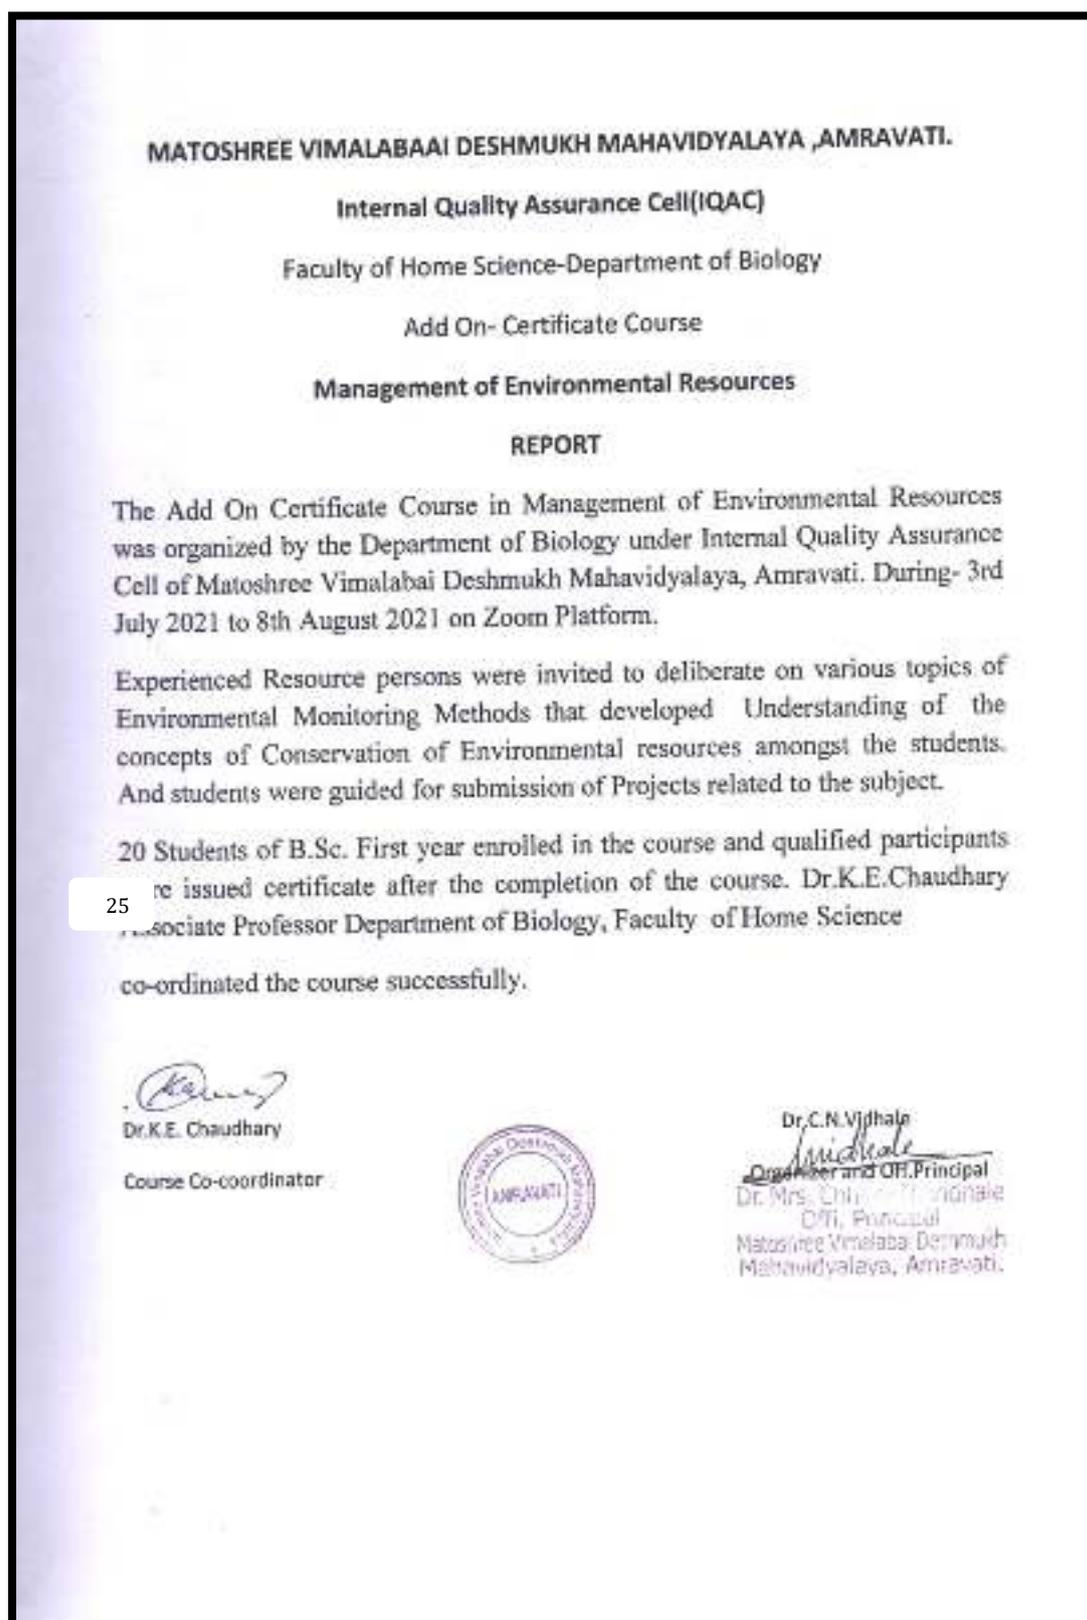 MATOSHREE VIMALABAAI DESHMUKH MAHAVIDYALAYA ,AMRAVATI.
Internal Quality Assurance Cell(IQAC)
Faculty of Home Science-Department of Biology
Add On- Certificate Course
Management of Environmental Resources
REPORT
The Add On Certificate Course in Management of Environmental Resources
was organized by the Department of Biology under Internal Quality Assurance
Cell of Matoshree Vimalabai Deshmukh Mahavidyalaya, Amravati. During- 3rd
July 2021 to 8th August 2021 on Zoom Platform.
Experienced Resource persons were invited to deliberate on various topics of
Environmental Monitoring Methods that developed Understanding of the
concepts of Conservation of Environmental resources amongst the students.
And students were guided for submission of Projects related to the subject.
20 Students of B.Sc. First year enrolled in the course and qualified participants
re issued certificate after the completion of the course. Dr.K.E.Chaudhary
25
sociate Professor Department of Biology, Faculty of Home Science
co-ordinated the course successfully.
Dr.K.E. Chaudhary
Course Co-coordinator
AMRAVATI
Dr.C.N.Vidhale
Organizer and Off.Principal
Dr. Mrs.
Offi. Principal
Matoshree Vimalabai Deshmukh
Mahavidyalaya, Amravati.